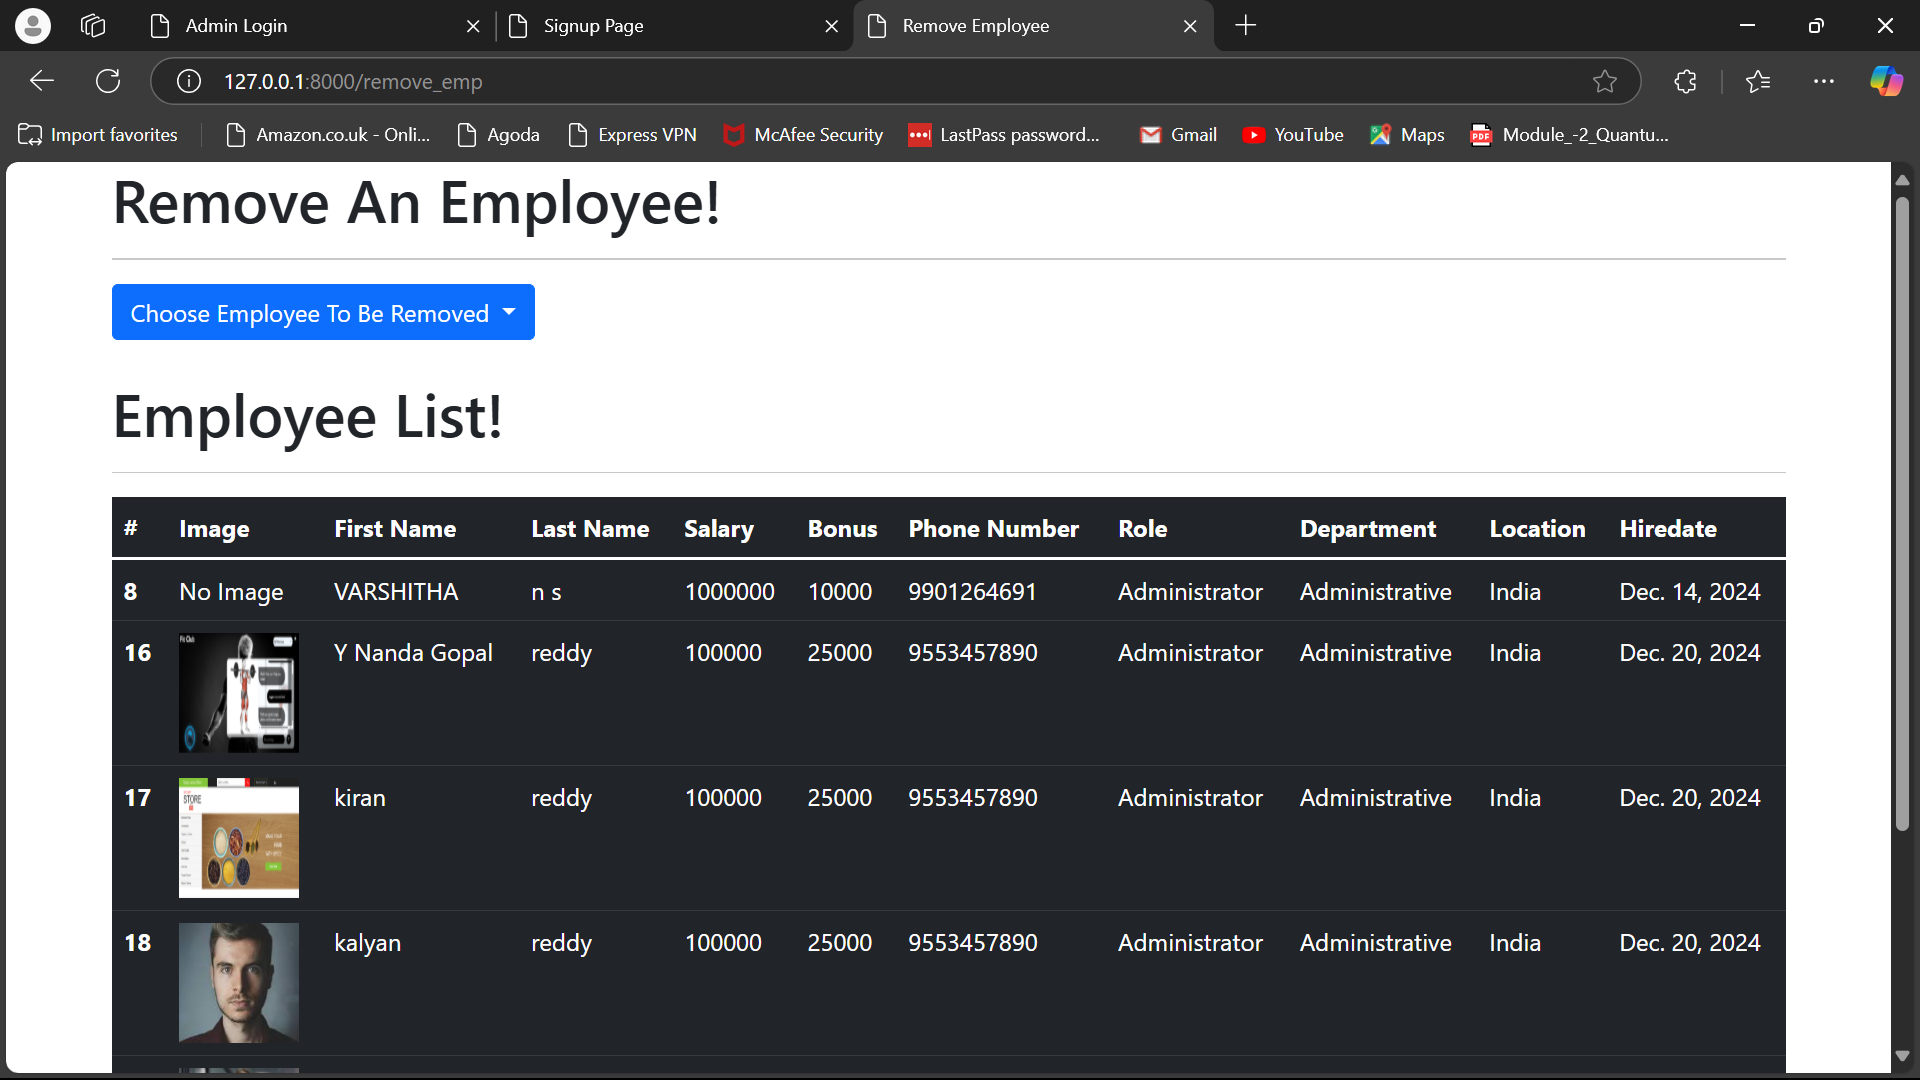 Admin Login
Signup Page
Remove Employee
127.0.0.1:8000/remove_emp
Import favorites
Amazon.co.uk - Onli...
Agoda
Express VPN
McAfee Security
LastPass password...
Gmail
YouTube
Maps
PDF
Module_-2_Quantu...
Remove An Employee!
Choose Employee To Be Removed
Employee List!
# Image First Name Last Name Salary Bonus Phone Number Role Department Location Hiredate
8 No Image VARSHITHA n s 1000000 10000 9901264691 Administrator Administrative India Dec. 14, 2024
16 Y Nanda Gopal reddy 100000 25000 9553457890 Administrator Administrative India Dec. 20, 2024
Fit Club
17 kiran reddy 100000 25000 9553457890 Administrator Administrative India Dec. 20, 2024
STORE
18 kalyan reddy 100000 25000 9553457890 Administrator Administrative India Dec. 20, 2024